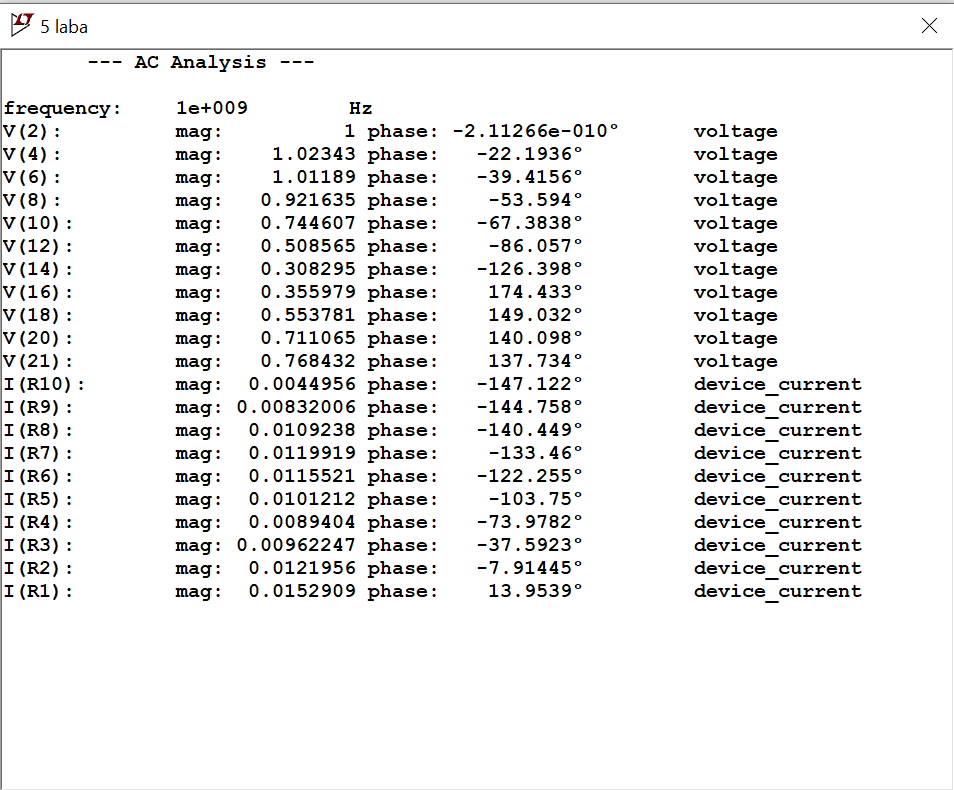 5 laba
--- AC Analysis ---
frequency: 1e+009 Hz
V(2): mag: 1 phase: -2.11266e-010° voltage
V(4): mag: 1.02343 phase: -22.1936° voltage
V(6): mag: 1.01189 phase: -39.4156° voltage
V(8): mag: 0.921635 phase: -53.594° voltage
V(10): mag: 0.744607 phase: -67.3838° voltage
V(12): mag: 0.508565 phase: -86.057° voltage
V(14): mag: 0.308295 phase: -126.398° voltage
V(16): mag: 0.355979 phase: 174.433° voltage
V(18): mag: 0.553781 phase: 149.032° voltage
V(20): mag: 0.711065 phase: 140.098° voltage
V(21): mag: 0.768432 phase: 137.734° voltage
I(R10): mag: 0.0044956 phase: -147.122° device_current
I(R9): mag: 0.00832006 phase: -144.758° device_current
I(R8): mag: 0.0109238 phase: -140.449° device_current
I(R7): mag: 0.0119919 phase: -133.46° device_current
I(R6): mag: 0.0115521 phase: -122.255° device_current
I(R5): mag: 0.0101212 phase: -103.75° device_current
I(R4): mag: 0.0089404 phase: -73.9782° device_current
I(R3): mag: 0.00962247 phase: -37.5923° device_current
I(R2): mag: 0.0121956 phase: -7.91445° device_current
I(R1): mag: 0.0152909 phase: 13.9539° device_current